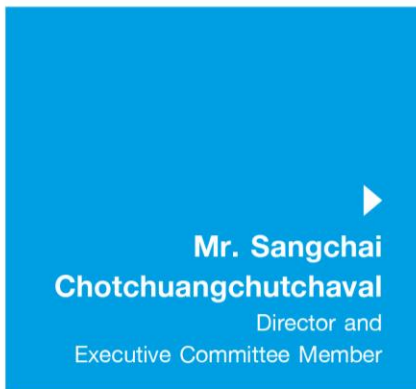 Mr. Sangchai
Chotchuangchutchaval
Director and
Executive Committee Member